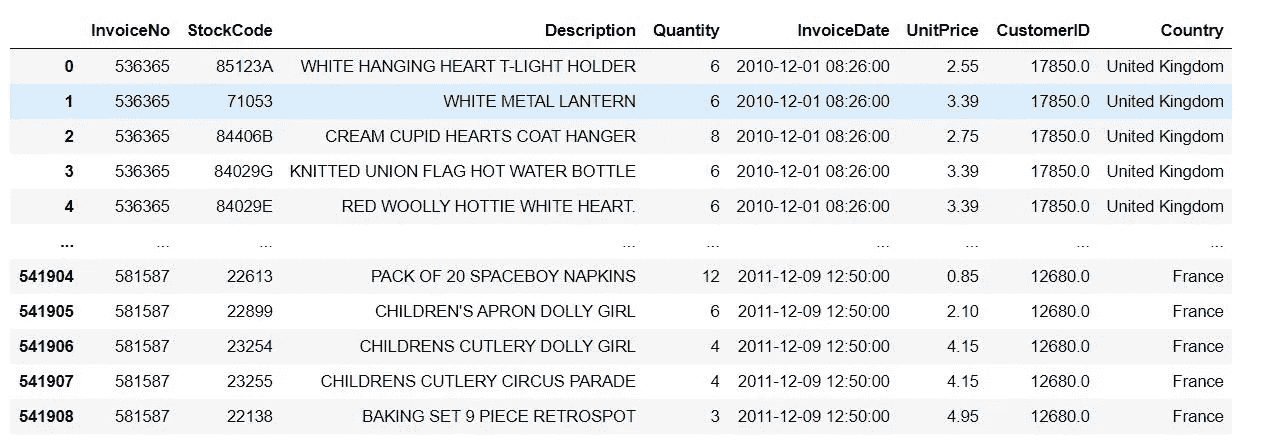 InvoiceNo StockCode Description Quantity InvoiceDate UnitPrice CustomerID Country
0 536365 85123A WHITE HANGING HEART T-LIGHT HOLDER 6 2010-12-01 08:26:00 2.55 17850.0 United Kingdom
1 536365 71053 WHITE METAL LANTERN 6 2010-12-01 08:26:00 3.39 17850.0 United Kingdom
2 536365 84406B CREAM CUPID HEARTS COAT HANGER 8 2010-12-01 08:26:00 2.75 17850.0 United Kingdom
3 536365 84029G KNITTED UNION FLAG HOT WATER BOTTLE 6 2010-12-01 08:26:00 3.39 17850.0 United Kingdom
4 536365 84029E RED WOOLLY HOTTIE WHITE HEART. 6 2010-12-01 08:26:00 3.39 17850.0 United Kingdom
... ... ... ... ... ... ... ... ...
541904 581587 22613 PACK OF 20 SPACEBOY NAPKINS 12 2011-12-09 12:50:00 0.85 12680.0 France
541905 581587 22899 CHILDREN'S APRON DOLLY GIRL 6 2011-12-09 12:50:00 2.10 12680.0 France
541906 581587 23254 CHILDRENS CUTLERY DOLLY GIRL 4 2011-12-09 12:50:00 4.15 12680.0 France
541907 581587 23255 CHILDRENS CUTLERY CIRCUS PARADE 4 2011-12-09 12:50:00 4.15 12680.0 France
541908 581587 22138 BAKING SET 9 PIECE RETROSPOT 3 2011-12-09 12:50:00 4.95 12680.0 France